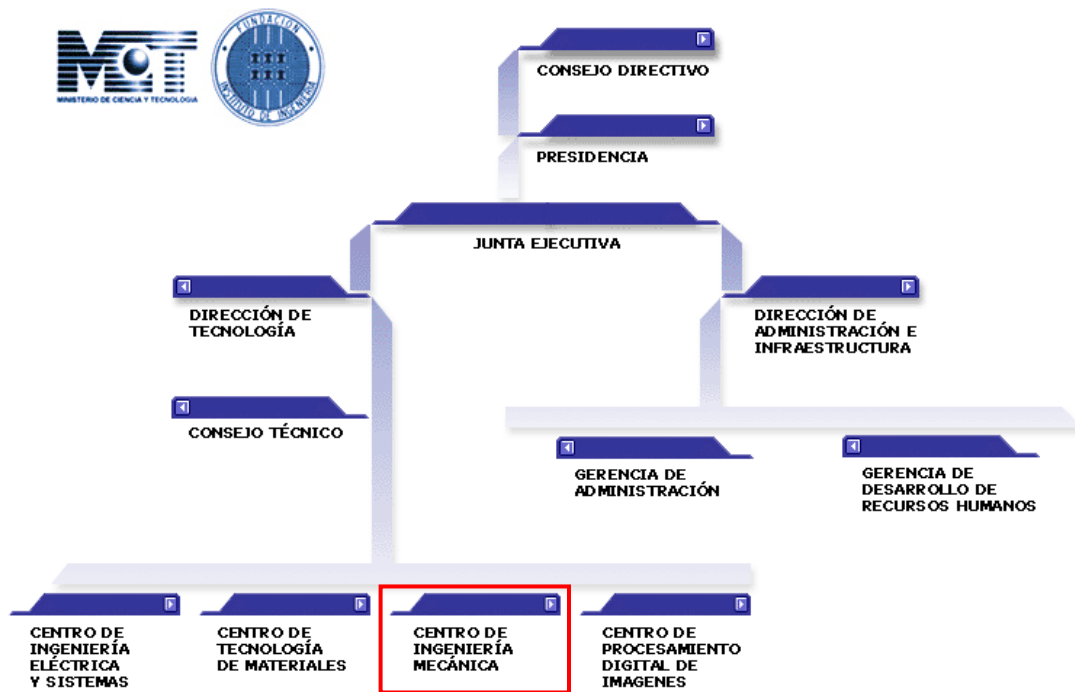 MCT
MINISTERIO DE CIENCIA Y TECNOLOGIA
FUNDACION
INSTITUTO DE INGENIERIA
CONSEJO DIRECTIVO
PRESIDENCIA
JUNTA EJECUTIVA
DIRECCIÓN DE
TECNOLOGÍA
DIRECCIÓN DE
ADMINISTRACIÓN E
INFRAESTRUCTURA
CONSEJO TÉCNICO
GERENCIA DE
ADMINISTRACIÓN
GERENCIA DE
DESARROLLO DE
RECURSOS HUMANOS
CENTRO DE
INGENIERÍA
ELÉCTRICA
Y SISTEMAS
CENTRO DE
TECNOLOGÍA
DE MATERIALES
CENTRO DE
INGENIERÍA
MECÁNICA
CENTRO DE
PROCESAMIENTO
DIGITAL DE
IMAGENES